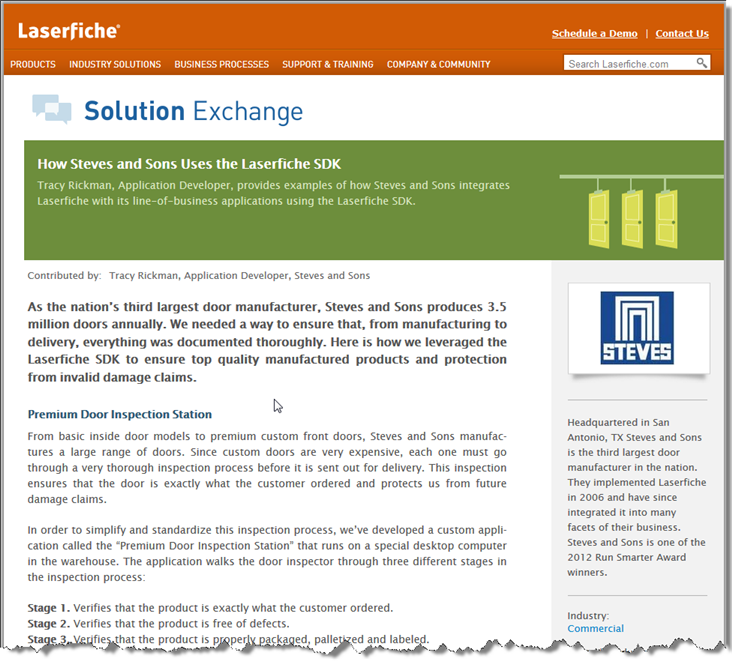 Laserfiche®
Schedule a Demo | Contact Us
PRODUCTS INDUSTRY SOLUTIONS BUSINESS PROCESSES SUPPORT & TRAINING COMPANY & COMMUNITY
Search Laserfiche.com
Solution Exchange
How Steves and Sons Uses the Laserfiche SDK
Tracy Rickman, Application Developer, provides examples of how Steves and Sons integrates
Laserfiche with its line-of-business applications using the Laserfiche SDK.
Contributed by: Tracy Rickman, Application Developer, Steves and Sons
As the nation's third largest door manufacturer, Steves and Sons produces 3.5
million doors annually. We needed a way to ensure that, from manufacturing to
delivery, everything was documented thoroughly. Here is how we leveraged the
Laserfiche SDK to ensure top quality manufactured products and protection
from invalid damage claims.
Premium Door Inspection Station
From basic inside door models to premium custom front doors, Steves and Sons manufac-
tures a large range of doors. Since custom doors are very expensive, each one must go
through a very thorough inspection process before it is sent out for delivery. This inspection
ensures that the door is exactly what the customer ordered and protects us from future
damage claims.
In order to simplify and standardize this inspection process, we've developed a custom appli-
cation called the "Premium Door Inspection Station" that runs on a special desktop computer
in the warehouse. The application walks the door inspector through three different stages in
the inspection process:
Stage 1. Verifies that the product is exactly what the customer ordered.
Stage 2. Verifies that the product is free of defects.
Stage 3. Verifies that the product is properly packaged, palletized and labeled.
STEVES
Headquartered in San
Antonio, TX Steves and Sons
is the third largest door
manufacturer in the nation.
They implemented Laserfiche
in 2006 and have since
integrated it into many
facets of their business.
Steves and Sons is one of the
2012 Run Smarter Award
winners.
Industry:
Commercial